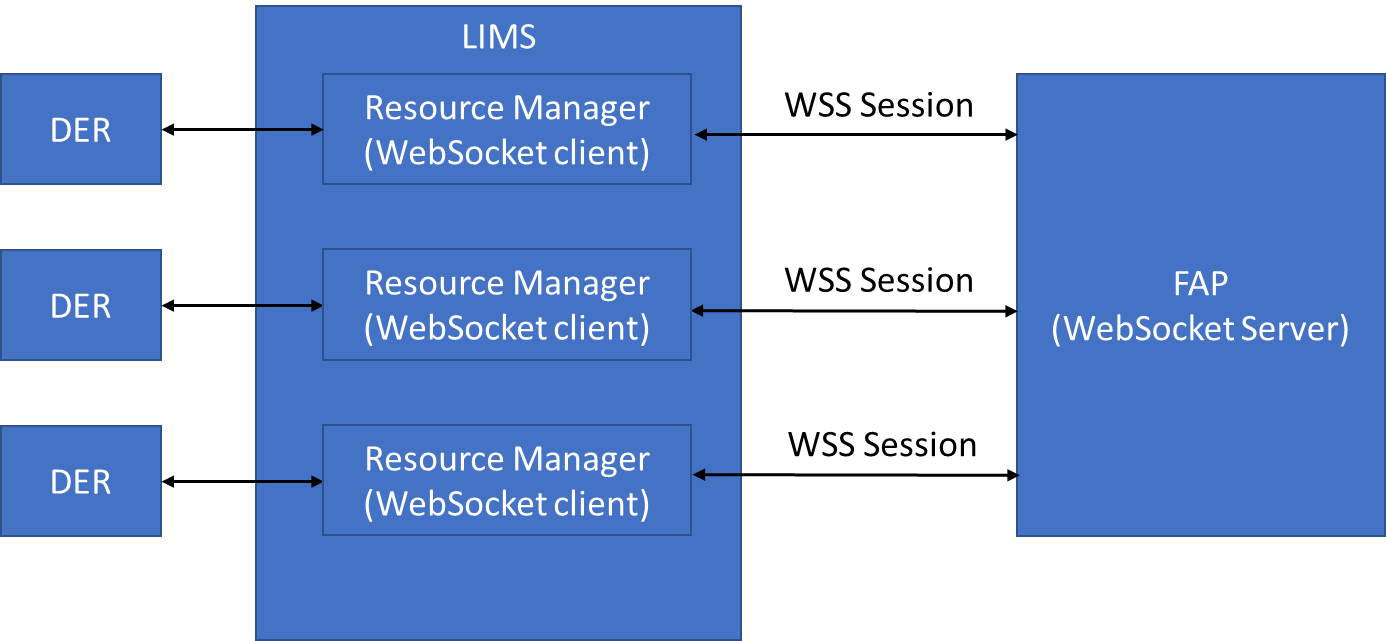 LIMS
DER
Resource Manager
(WebSocket client)
WSS Session
DER
Resource Manager
(WebSocket client)
WSS Session
FAP
(WebSocket Server)
DER
Resource Manager
(WebSocket client)
WSS Session